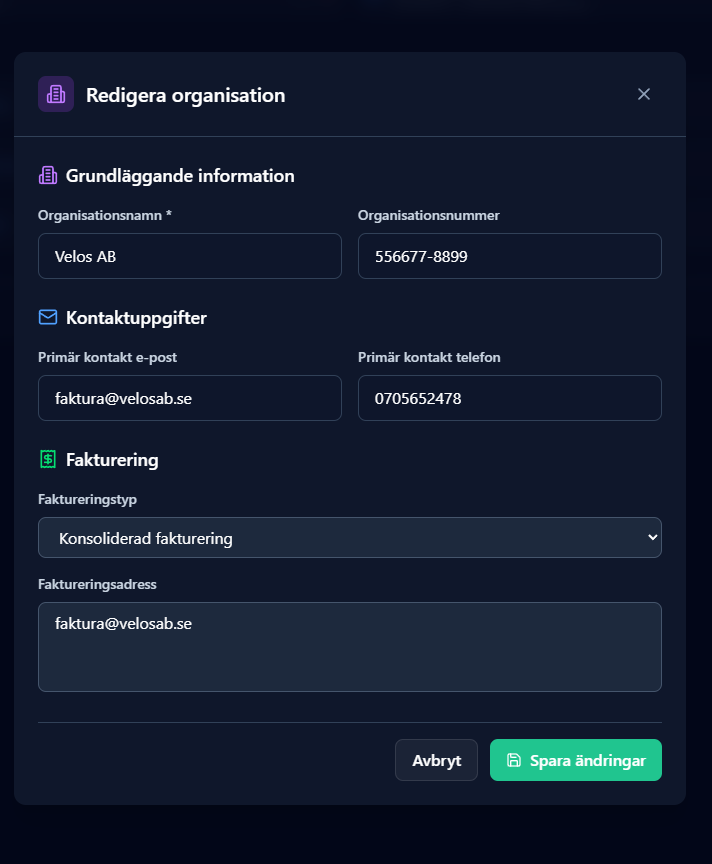 Redigera organisation
Grundläggande information
Organisationsnamn *
Organisationsnummer
Velos AB
556677-8899
Kontaktuppgifter
Primär kontakt e-post
Primär kontakt telefon
faktura@velosab.se
0705652478
Fakturering
Faktureringstyp
Konsoliderad fakturering
Faktureringsadress
faktura@velosab.se
Avbryt
Spara ändringar